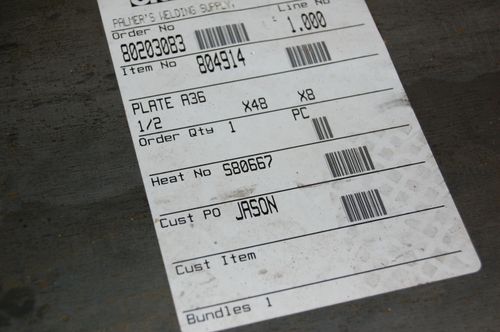 PALMER'S WELDING SUPPLY,
Order No Line No
80203083 1.000
Item No 804914
PLATE A36
1/2 X48 X8
Order Qty 1 PC
Heat No S80667
Cust PO JASON
Cust Item
Bundles 1